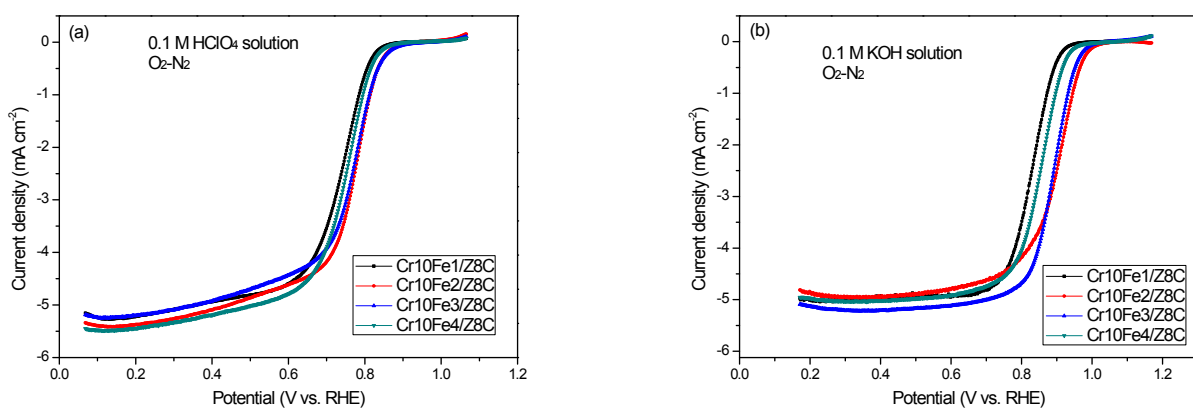 (a)
0.1 M HClO₄ solution
O₂-N₂
Current density (mA cm⁻²)
0
-1
-2
-3
-4
-5
-6
Cr10Fe1/Z8C
Cr10Fe2/Z8C
Cr10Fe3/Z8C
Cr10Fe4/Z8C
0.0 0.2 0.4 0.6 0.8 1.0 1.2
Potential (V vs. RHE)
(b)
0.1 M KOH solution
O₂-N₂
Current density (mA cm⁻²)
0
-1
-2
-3
-4
-5
-6
Cr10Fe1/Z8C
Cr10Fe2/Z8C
Cr10Fe3/Z8C
Cr10Fe4/Z8C
0.0 0.2 0.4 0.6 0.8 1.0 1.2
Potential (V vs. RHE)